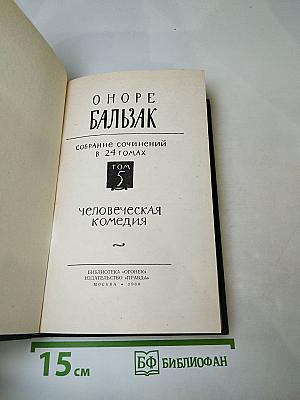 ОНОРЕ
БАЛЬЗАК
СОБРАНИЕ СОЧИНЕНИЙ
В 24 ТОМАХ
ТОМ
5
ЧЕЛОВЕЧЕСКАЯ
КОМЕДИЯ
БИБЛИОТЕКА «ОГОНЕК»
ИЗДАТЕЛЬСТВО «ПРАВДА»
МОСКВА • 1960
15 см
БФ БИБЛИОФАН